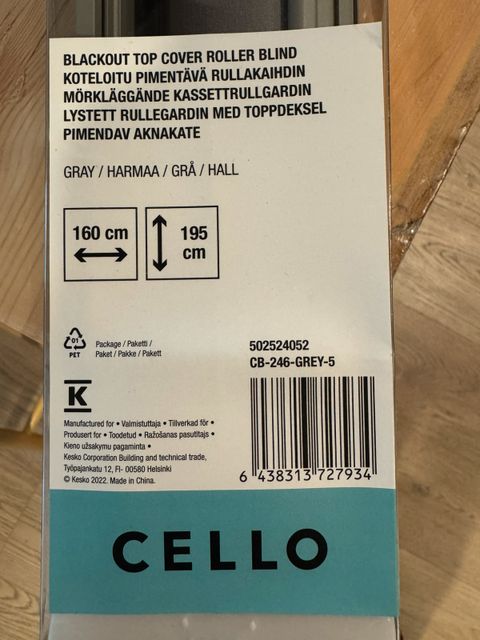 BLACKOUT TOP COVER ROLLER BLIND
KOTELOITU PIMENTÄVÄ RULLAKAIHDIN
MÖRKLÄGGÄNDE KASSETTRULLGARDIN
LYSTETT RULLEGARDIN MED TOPPDEKSEL
PIMENDAV AKNAKATE
GRAY / HARMAA / GRÅ / HALL
160 cm
195
cm
01
PET
Package / Paketti /
Paket / Pakke / Pakett
502524052
CB-246-GREY-5
K
Manufactured for • Valmistuttaja • Tillverkad för •
Produsert for • Toodetud • Ražošanas pasutitajs •
Kieno užsakymu pagaminta •
Kesko Corporation Building and technical trade,
Työpajankatu 12, FI- 00580 Helsinki
© Kesko 2022. Made in China.
6 438313 727934
CELLO